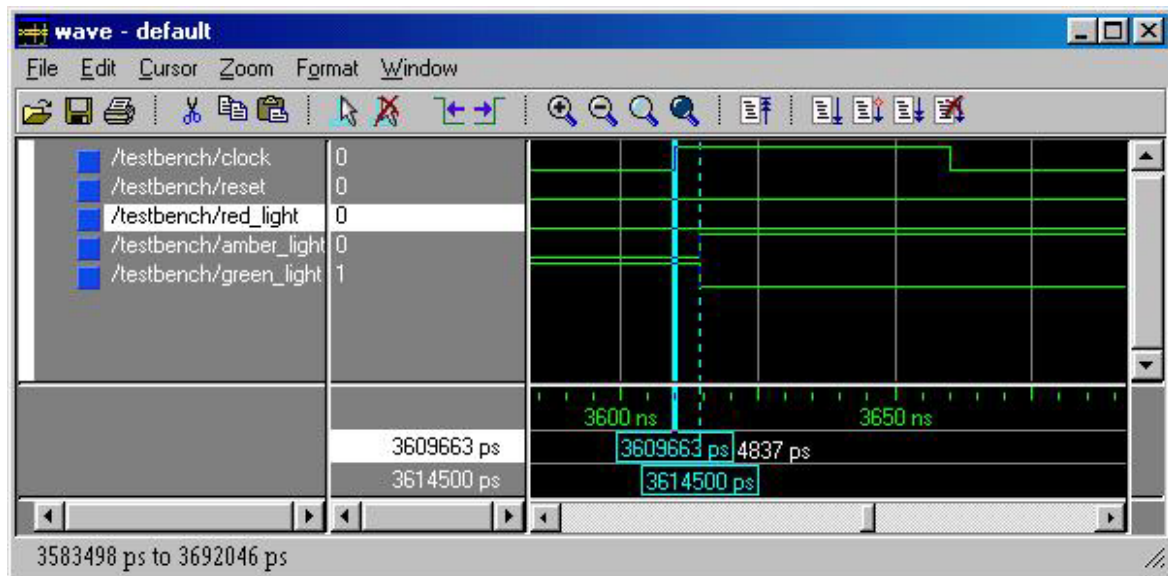 wave - default
File Edit Cursor Zoom Format Window
/testbench/clock 0
/testbench/reset 0
/testbench/red_light 0
/testbench/amber_light 0
/testbench/green_light 1
3600 ns 3650 ns
3609663 ps 3609663 ps 4837 ps
3614500 ps 3614500 ps
3583498 ps to 3692046 ps